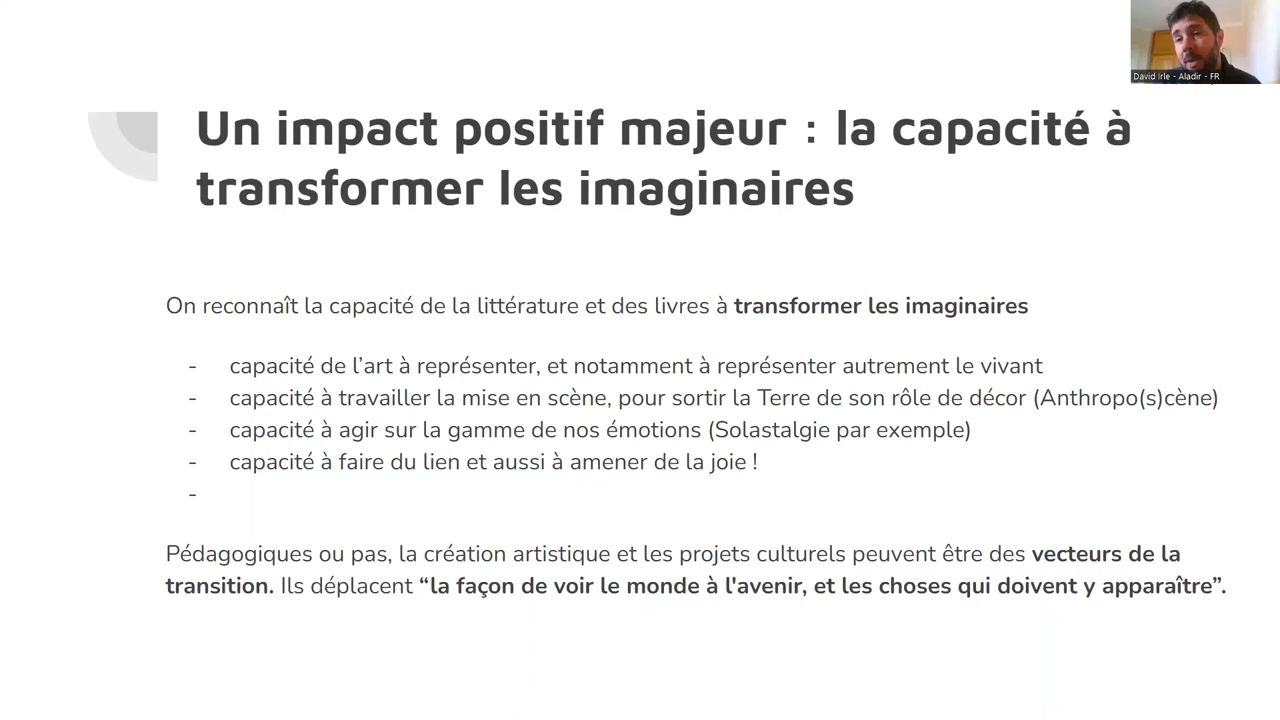 David Irle - Aladir - FR
Un impact positif majeur : la capacité à
transformer les imaginaires
On reconnaît la capacité de la littérature et des livres à transformer les imaginaires
- capacité de l’art à représenter, et notamment à représenter autrement le vivant
- capacité à travailler la mise en scène, pour sortir la Terre de son rôle de décor (Anthropo(s)cène)
- capacité à agir sur la gamme de nos émotions (Solastalgie par exemple)
- capacité à faire du lien et aussi à amener de la joie !
-
Pédagogiques ou pas, la création artistique et les projets culturels peuvent être des vecteurs de la
transition. Ils déplacent “la façon de voir le monde à l'avenir, et les choses qui doivent y apparaître”.